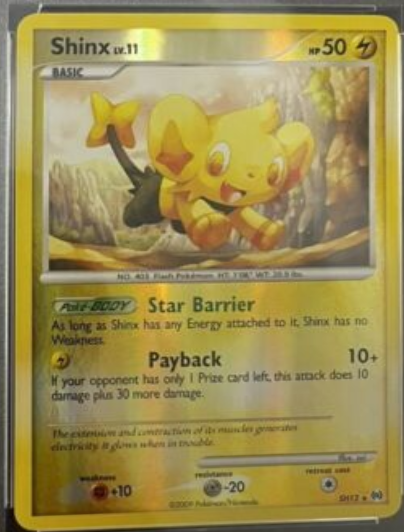 Shinx LV.11 HP 50
BASIC
NO. 403 Flash Pokémon HT: 1'08" WT: 20.9 lbs.
Poké-BODY Star Barrier
As long as Shinx has any Energy attached to it, Shinx has no
Weakness.
Payback 10+
If your opponent has only 1 Prize card left, this attack does 10
damage plus 30 more damage.
The extension and contraction of its muscles generates
electricity. It glows when in trouble.
Illus.
weakness resistance retreat cost
+10 -20
©2009 Pokémon/Nintendo SH12